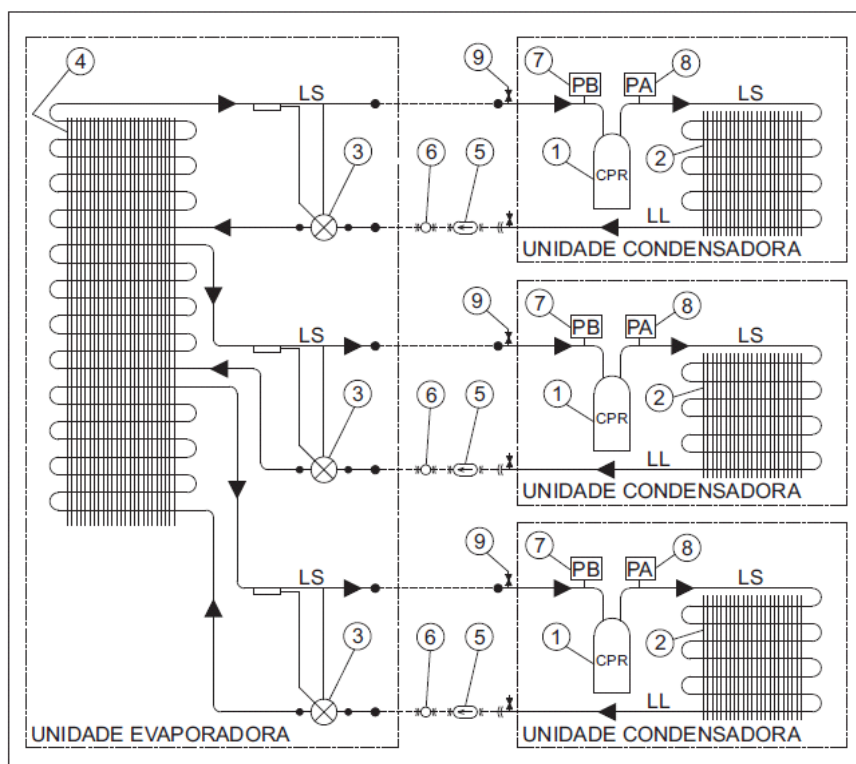 4
LS
9
7
PB
PA
8
LS
3
6
5
1
CPR
2
LL
UNIDADE CONDENSADORA
LS
9
7
PB
PA
8
LS
3
6
5
1
CPR
2
LL
UNIDADE CONDENSADORA
LS
9
7
PB
PA
8
LS
3
6
5
1
CPR
2
LL
UNIDADE EVAPORADORA
UNIDADE CONDENSADORA